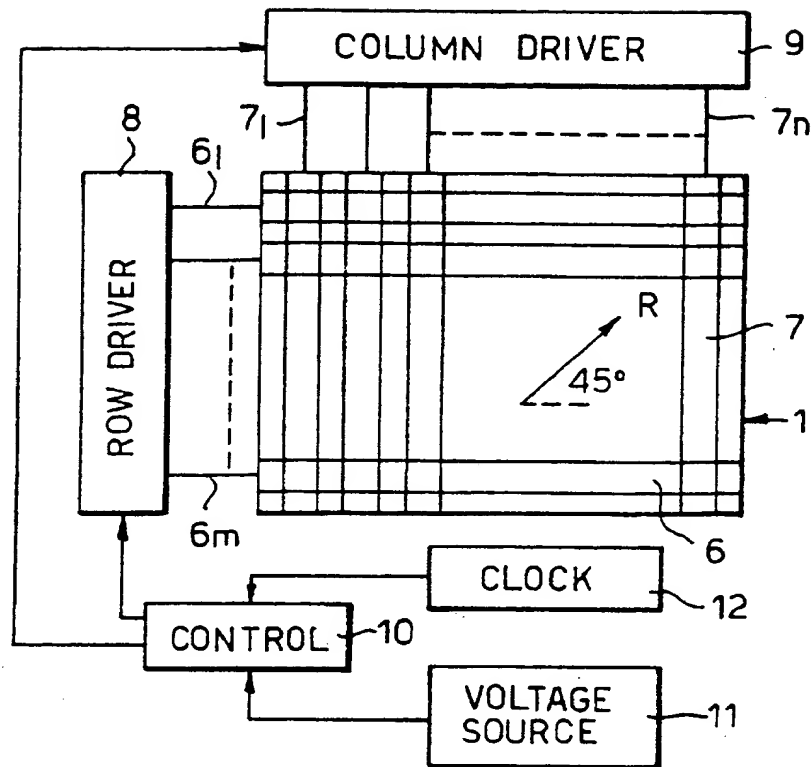 COLUMN DRIVER
9
7l
7n
8
6l
ROW DRIVER
R
45°
7
1
6m
6
CLOCK
12
CONTROL
10
VOLTAGE
SOURCE
11